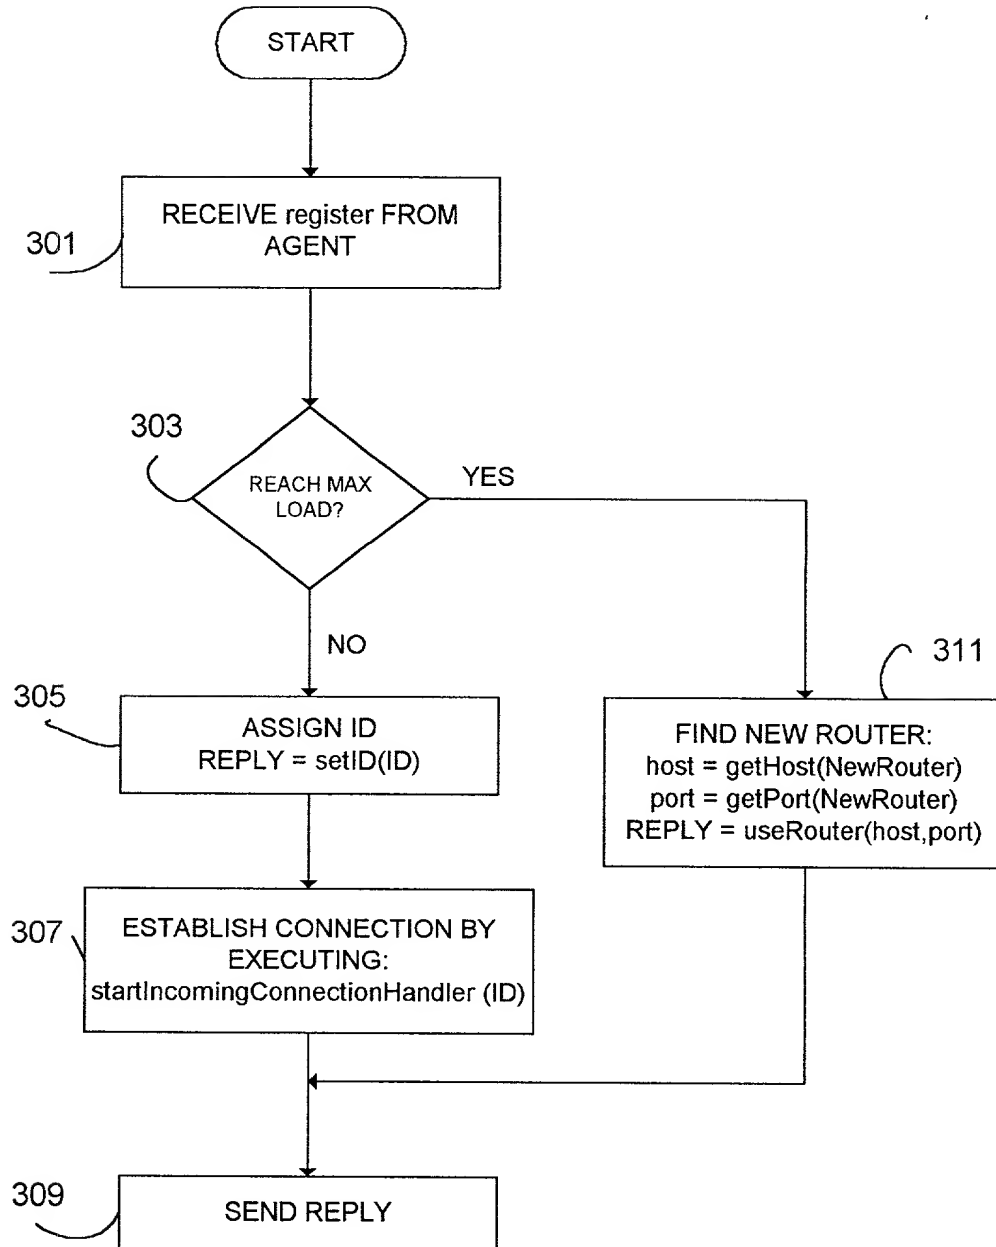 START
301
RECEIVE register FROM
AGENT
303
REACH MAX
LOAD?
YES
NO
305
ASSIGN ID
REPLY = setID(ID)
311
FIND NEW ROUTER:
host = getHost(NewRouter)
port = getPort(NewRouter)
REPLY = useRouter(host,port)
307
ESTABLISH CONNECTION BY
EXECUTING:
startIncomingConnectionHandler (ID)
309
SEND REPLY